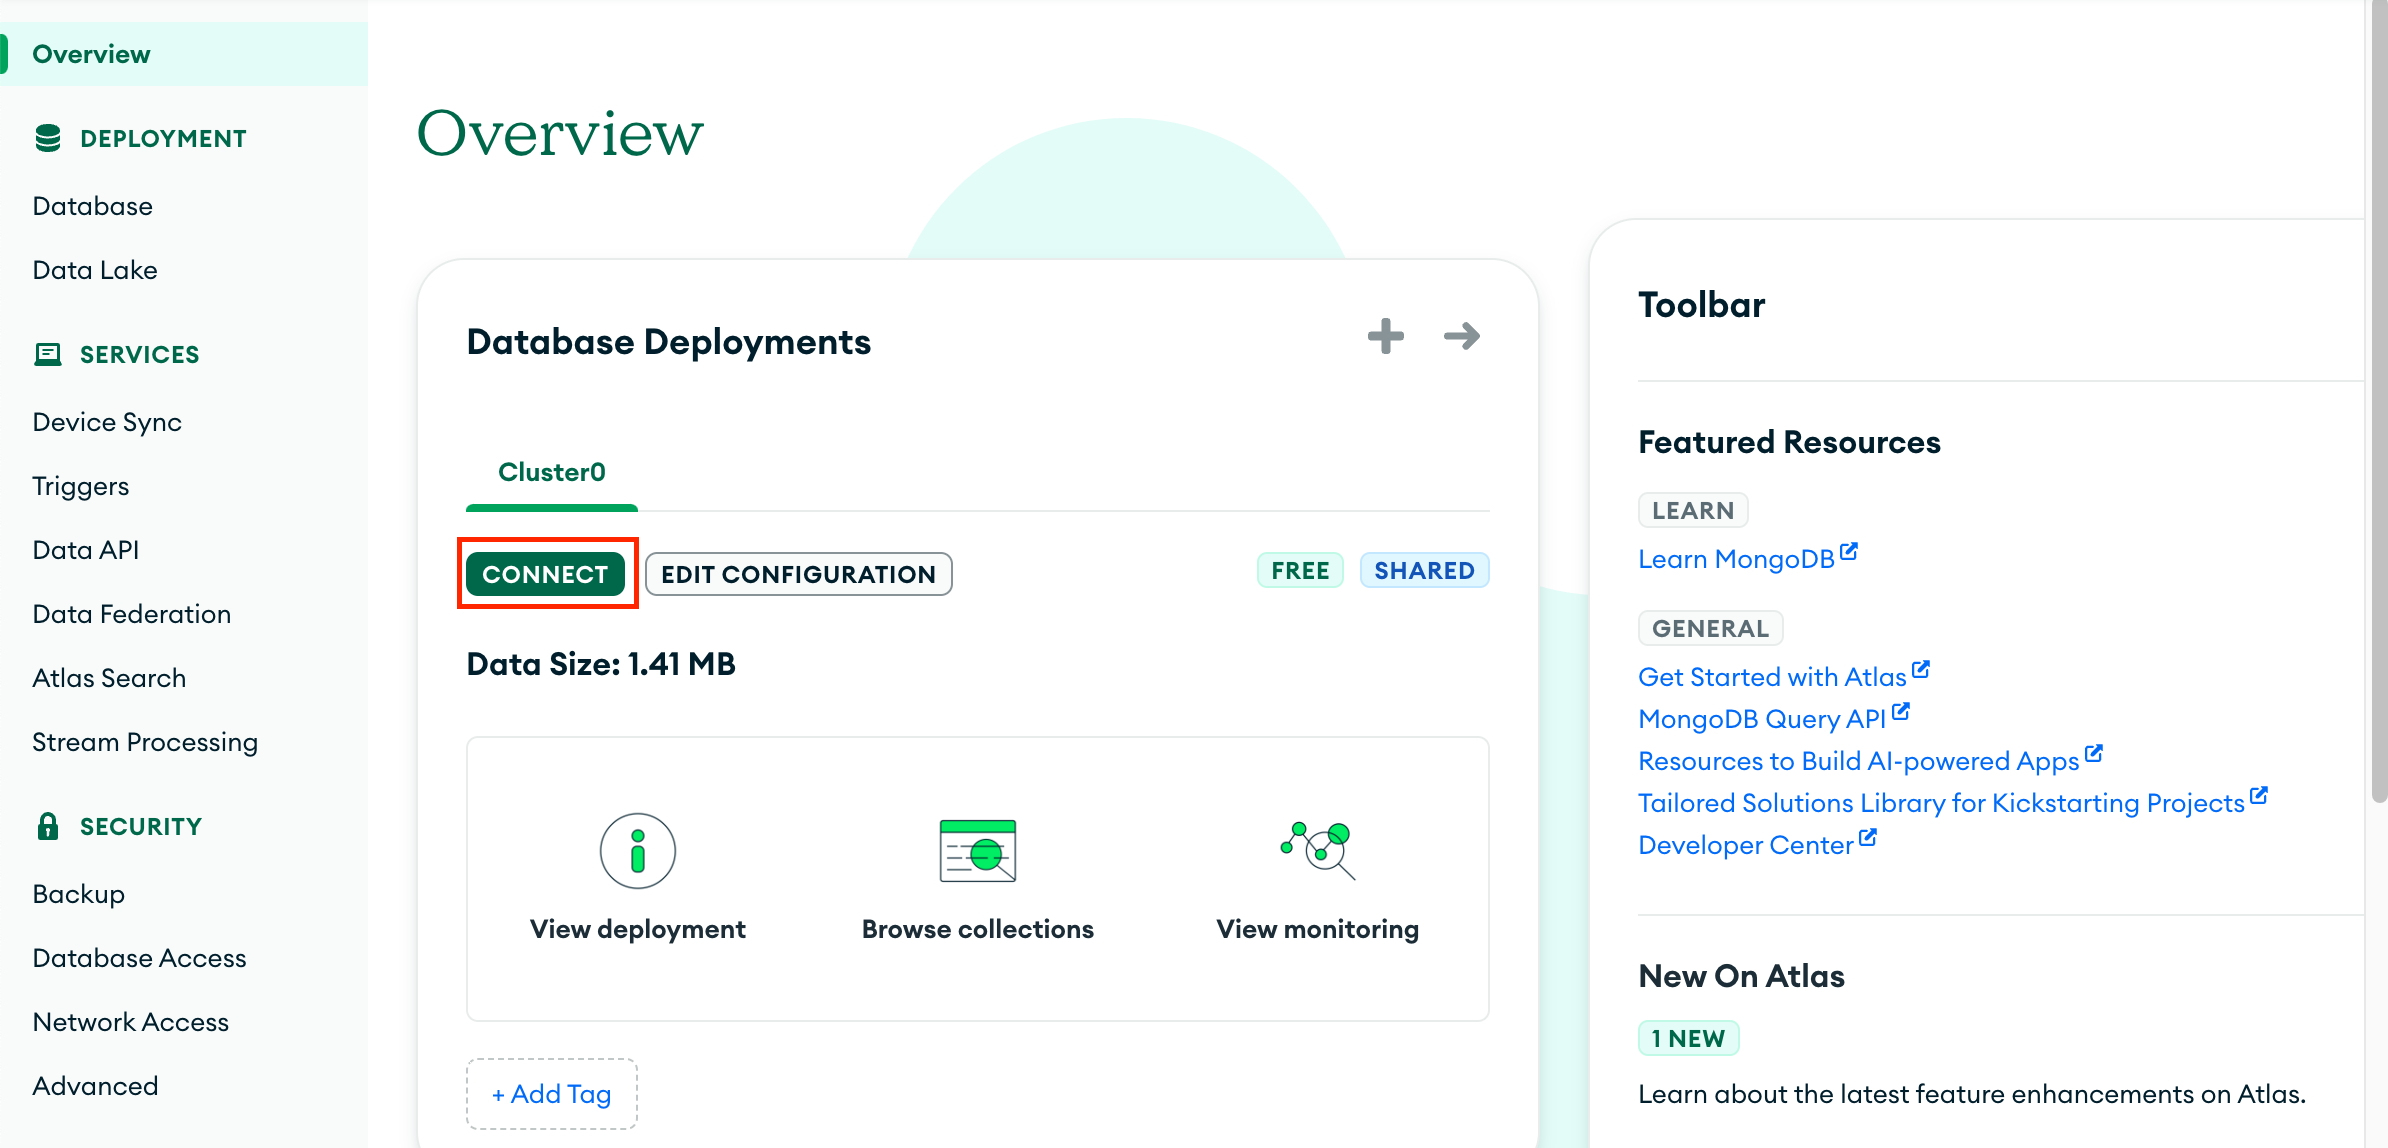 Overview
DEPLOYMENT
Database
Data Lake
SERVICES
Device Sync
Triggers
Data API
Data Federation
Atlas Search
Stream Processing
SECURITY
Backup
Database Access
Network Access
Advanced
Overview
Database Deployments
Cluster0
CONNECT
EDIT CONFIGURATION
FREE
SHARED
Data Size: 1.41 MB
View deployment
Browse collections
View monitoring
+ Add Tag
Toolbar
Featured Resources
LEARN
Learn MongoDB
GENERAL
Get Started with Atlas
MongoDB Query API
Resources to Build AI-powered Apps
Tailored Solutions Library for Kickstarting Projects
Developer Center
New On Atlas
1 NEW
Learn about the latest feature enhancements on Atlas.